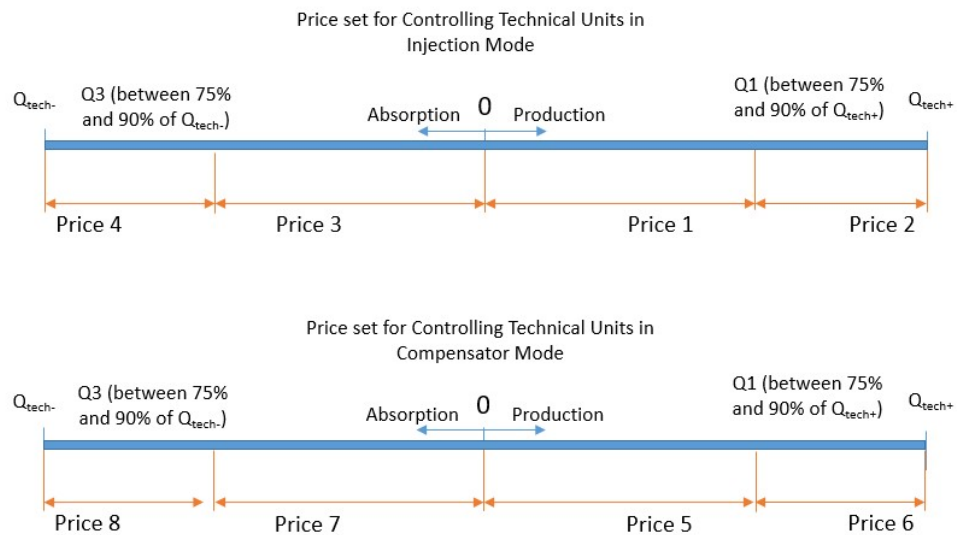 Price set for Controlling Technical Units in
Injection Mode
Q3 (between 75%
and 90% of Qtech-)
Qtech-
Absorption
0
Production
Q1 (between 75%
and 90% of Qtech+)
Qtech+
Price 4
Price 3
Price 1
Price 2
Price set for Controlling Technical Units in
Compensator Mode
Qtech-
Q3 (between 75%
and 90% of Qtech-)
Absorption
0
Production
Q1 (between 75%
and 90% of Qtech+)
Qtech+
Price 8
Price 7
Price 5
Price 6